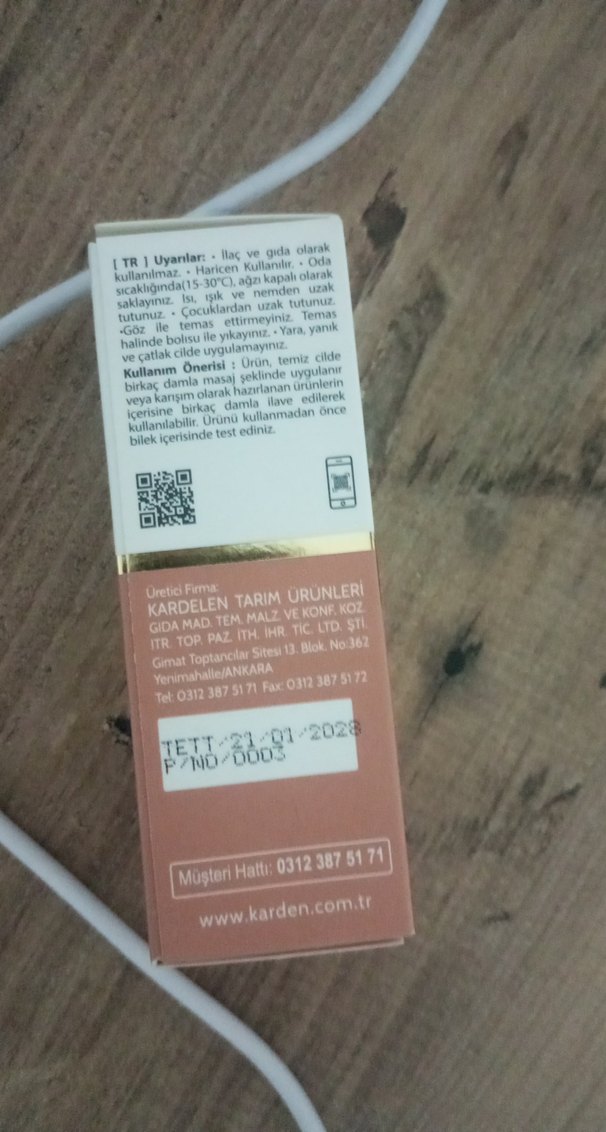 [ TR ] Uyarılar: • İlaç ve gıda olarak
kullanılmaz. • Haricen Kullanılır. • Oda
sıcaklığında(15-30°C), ağzı kapalı olarak
saklayınız. Isı, ışık ve nemden uzak
tutunuz. • Çocuklardan uzak tutunuz.
•Göz ile temas ettirmeyiniz. Temas
halinde bolısu ile yıkayınız. • Yara, yanık
ve çatlak cilde uygulamayınız.
Kullanım Önerisi : Ürün, temiz cilde
birkaç damla masaj şeklinde uygulanır
veya karışım olarak hazırlanan ürünlerin
içerisine birkaç damla ilave edilerek
kullanılabilir. Ürünü kullanmadan önce
bilek içerisinde test ediniz.
Üretici Firma:
KARDELEN TARIM ÜRÜNLERİ
GIDA MAD. TEM. MALZ. VE KONF. KOZ.
ITR. TOP. PAZ. İTH. İHR. TİC. LTD. ŞTİ.
Gimat Toptancılar Sitesi 13. Blok. No:362
Yenimahalle/ANKARA
Tel: 0312 387 51 71 Fax: 0312 387 51 72
TETT/21/01/2028
P/NO/0003
Müşteri Hattı: 0312 387 51 71
www.karden.com.tr